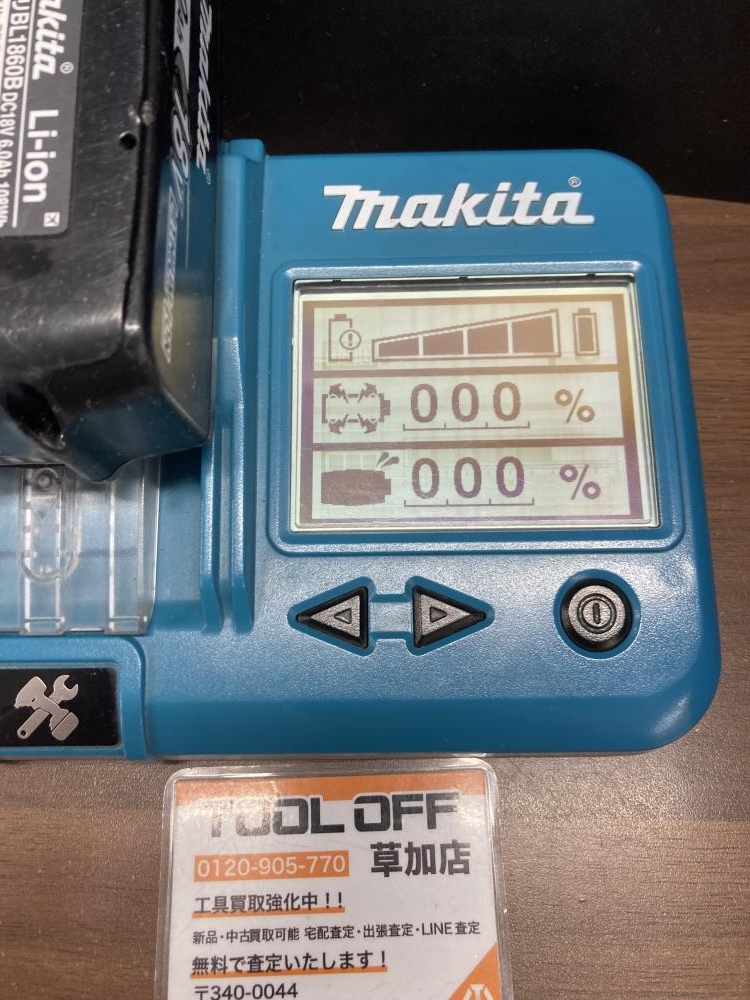 makita®
Li-ion
BL1860B DC18V 6.0Ah 108Wh
makita
18V
makita®
000 %
000 %
TOOL OFF
0120-905-770 草加店
工具買取強化中!!
新品・中古買取可能 宅配査定・出張査定・LINE査定
無料で査定いたします!
〒340-0044